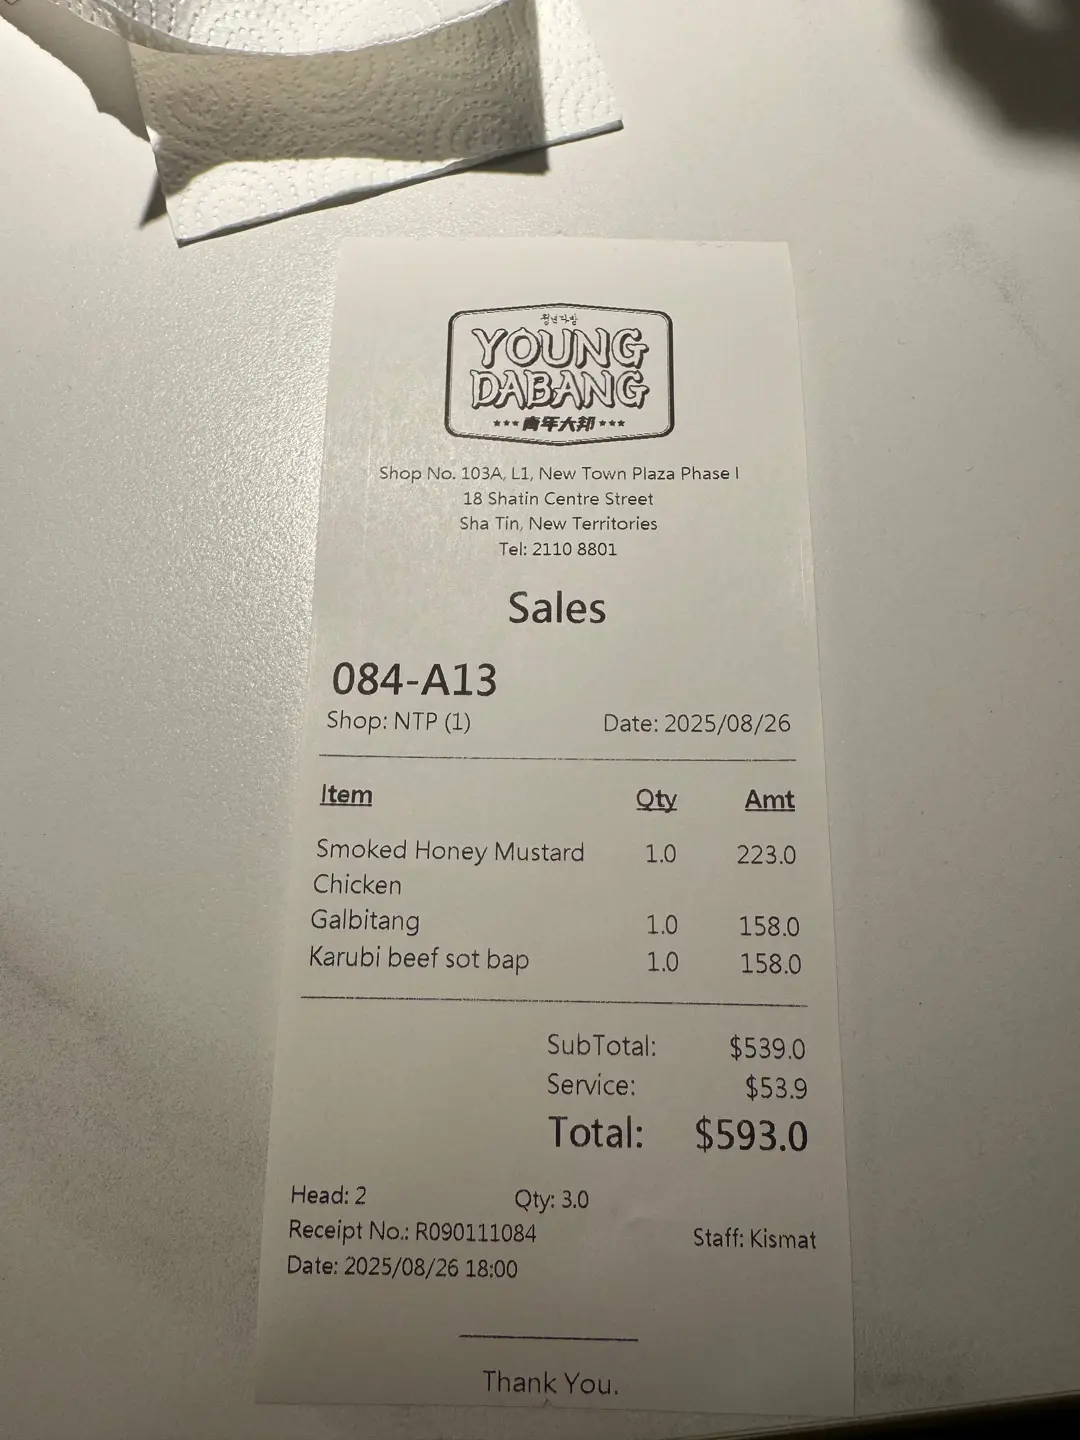 청년다방
YOUNG
DABANG
青年大邦
Shop No. 103A, L1, New Town Plaza Phase I
18 Shatin Centre Street
Sha Tin, New Territories
Tel: 2110 8801
Sales
084-A13
Shop: NTP (1) Date: 2025/08/26
Item Qty Amt
Smoked Honey Mustard 1.0 223.0
Chicken
Galbitang 1.0 158.0
Karubi beef sot bap 1.0 158.0
SubTotal: $539.0
Service: $53.9
Total: $593.0
Head: 2 Qty: 3.0
Receipt No.: R090111084 Staff: Kismat
Date: 2025/08/26 18:00
Thank You.